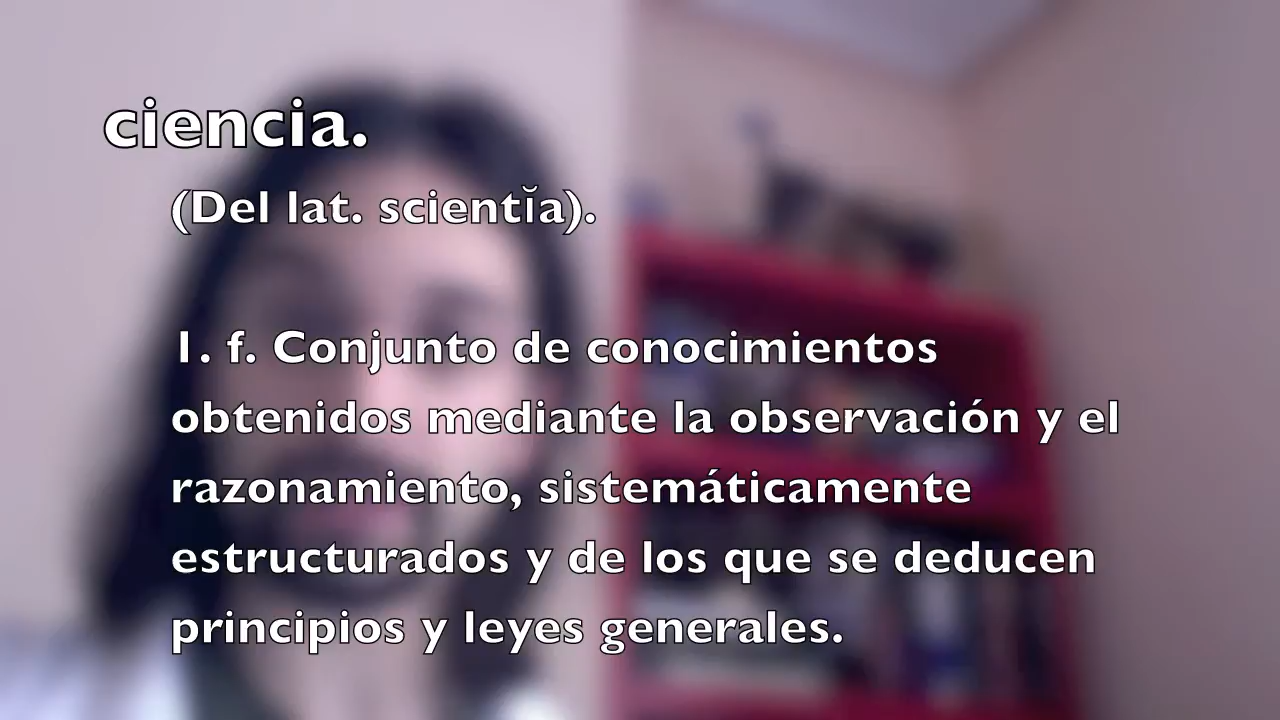 ciencia.
(Del lat. scientĭa).
1. f. Conjunto de conocimientos
obtenidos mediante la observación y el
razonamiento, sistemáticamente
estructurados y de los que se deducen
principios y leyes generales.